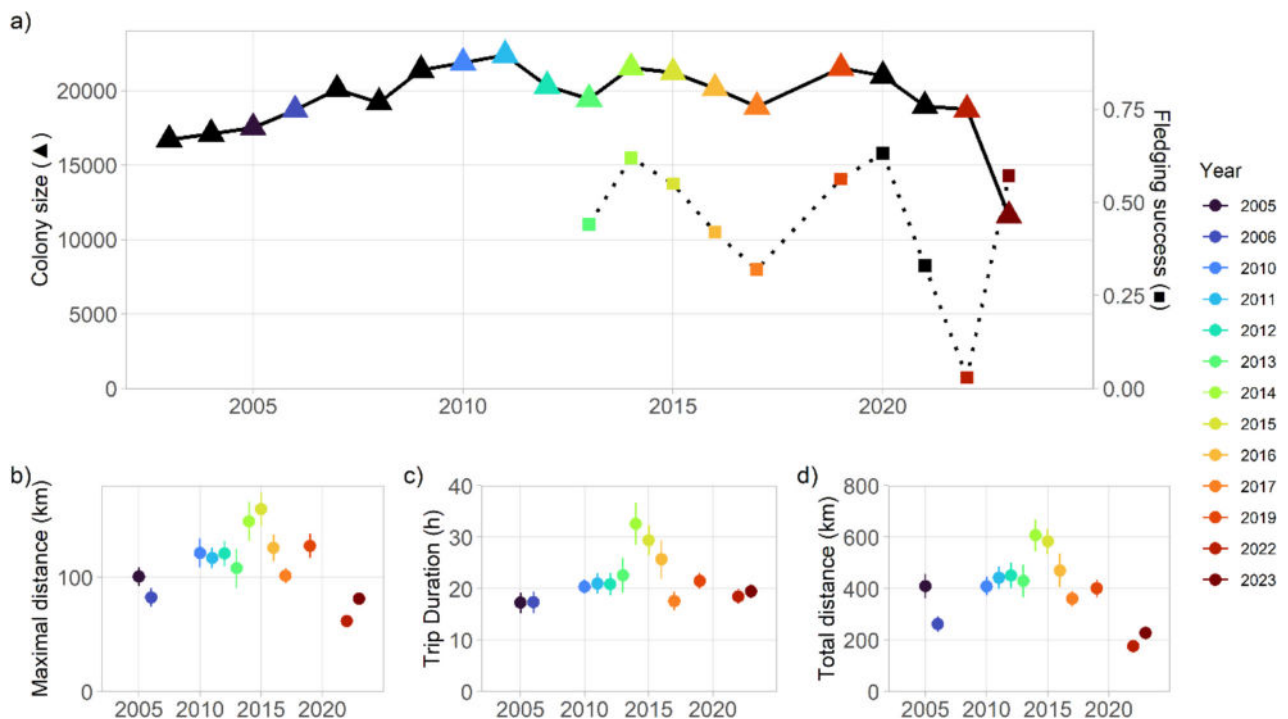 a)
20000
15000
10000
5000
0
Colony size (▲)
0.75
0.50
0.25
0.00
Fledging success (■)
2005 2010 2015 2020
Year
2005
2006
2010
2011
2012
2013
2014
2015
2016
2017
2019
2022
2023
b)
Maximal distance (km)
100
0
2005 2010 2015 2020
c)
Trip Duration (h)
40
30
20
10
0
2005 2010 2015 2020
d)
Total distance (km)
800
600
400
200
0
2005 2010 2015 2020